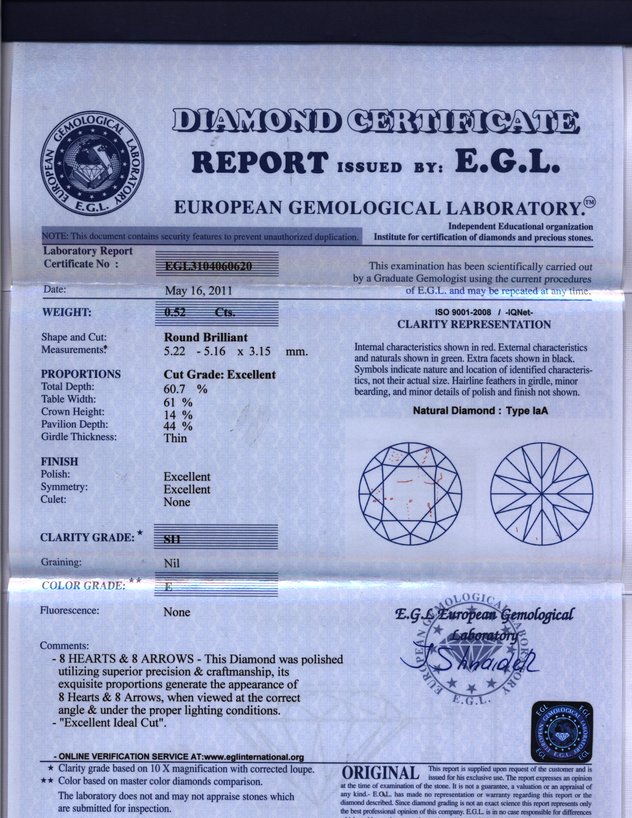 DIAMOND CERTIFICATE
REPORT ISSUED BY: E.G.L.
EUROPEAN GEMOLOGICAL LABORATORY.™
EUROPEAN GEMOLOGICAL LABORATORY
E.G.L.
Independent Educational organization
NOTE: This document contains security features to prevent unauthorized duplication.
Institute for certification of diamonds and precious stones.
Laboratory Report
Certificate No : EGL3104060620
Date: May 16, 2011
WEIGHT: 0.52 Cts.
Shape and Cut: Round Brilliant
Measurements: 5.22 - 5.16 x 3.15 mm.
PROPORTIONS Cut Grade: Excellent
Total Depth: 60.7 %
Table Width: 61 %
Crown Height: 14 %
Pavilion Depth: 44 %
Girdle Thickness: Thin
FINISH
Polish: Excellent
Symmetry: Excellent
Culet: None
CLARITY GRADE: * SI1
Graining: Nil
COLOR GRADE: ** E
Fluorescence: None
Comments:
- 8 HEARTS & 8 ARROWS - This Diamond was polished
utilizing superior precision & craftmanship, its
exquisite proportions generate the appearance of
8 Hearts & 8 Arrows, when viewed at the correct
angle & under the proper lighting conditions.
- "Excellent Ideal Cut".
- ONLINE VERIFICATION SERVICE AT:www.eglinternational.org
* Clarity grade based on 10 X magnification with corrected loupe.
** Color based on master color diamonds comparison.
The laboratory does not and may not appraise stones which
are submitted for inspection.
This examination has been scientifically carried out
by a Graduate Gemologist using the current procedures
of E.G.L. and may be repeated at any time.
ISO 9001-2008 / -IQNet-
CLARITY REPRESENTATION
Internal characteristics shown in red. External characteristics
and naturals shown in green. Extra facets shown in black.
Symbols indicate nature and location of identified characteris-
tics, not their actual size. Hairline feathers in girdle, minor
bearding, and minor details of polish and finish not shown.
Natural Diamond : Type IaA
E.G.L European Gemological
Laboratory
EUROPEAN GEMOLOGICAL LABORATORY
E.G.L.
J Shnaider
EGL EGL
EGL EGL
ORIGINAL This report is supplied upon request of the customer and is
issued for his exclusive use. The report expresses an opinion
at the time of examination of the stone. It is not a guarantee, a valuation or an appraisal of
any kind.- E.G.L. has made no representation or warranty regarding this report or the
diamond described. Since diamond grading is not an exact science this report represents only
the best professional opinion of this company. E.G.L. is in no case responsible for differences